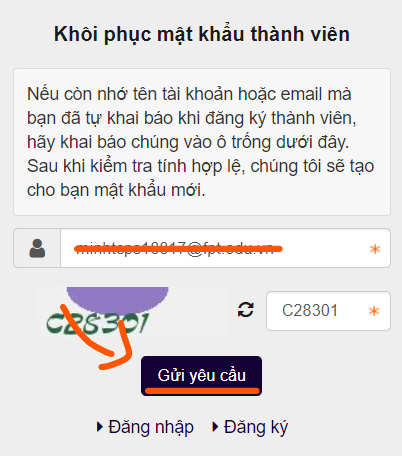 Khôi phục mật khẩu thành viên
Nếu còn nhớ tên tài khoản hoặc email mà
bạn đã tự khai báo khi đăng ký thành viên,
hãy khai báo chúng vào ô trống dưới đây.
Sau khi kiểm tra tính hợp lệ, chúng tôi sẽ tạo
cho bạn mật khẩu mới.
*
C28301 C28301 *
Gửi yêu cầu
Đăng nhập Đăng ký